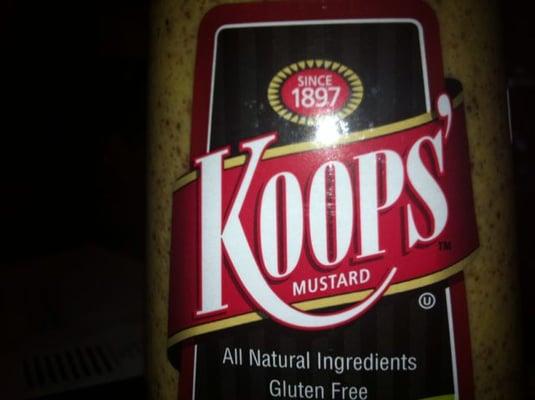 SINCE
1897
KOOPS'
TM
MUSTARD
U
All Natural Ingredients
Gluten Free